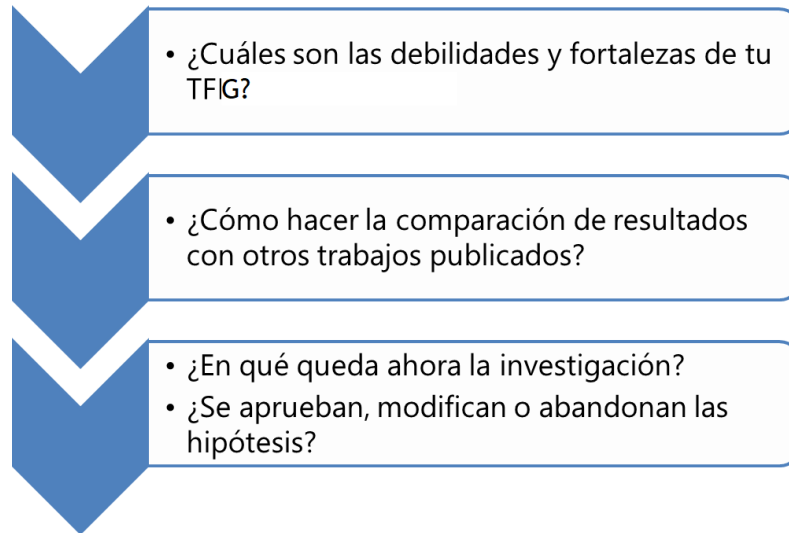 • ¿Cuáles son las debilidades y fortalezas de tu
TFIG?
• ¿Cómo hacer la comparación de resultados
con otros trabajos publicados?
• ¿En qué queda ahora la investigación?
• ¿Se aprueban, modifican o abandonan las
hipótesis?